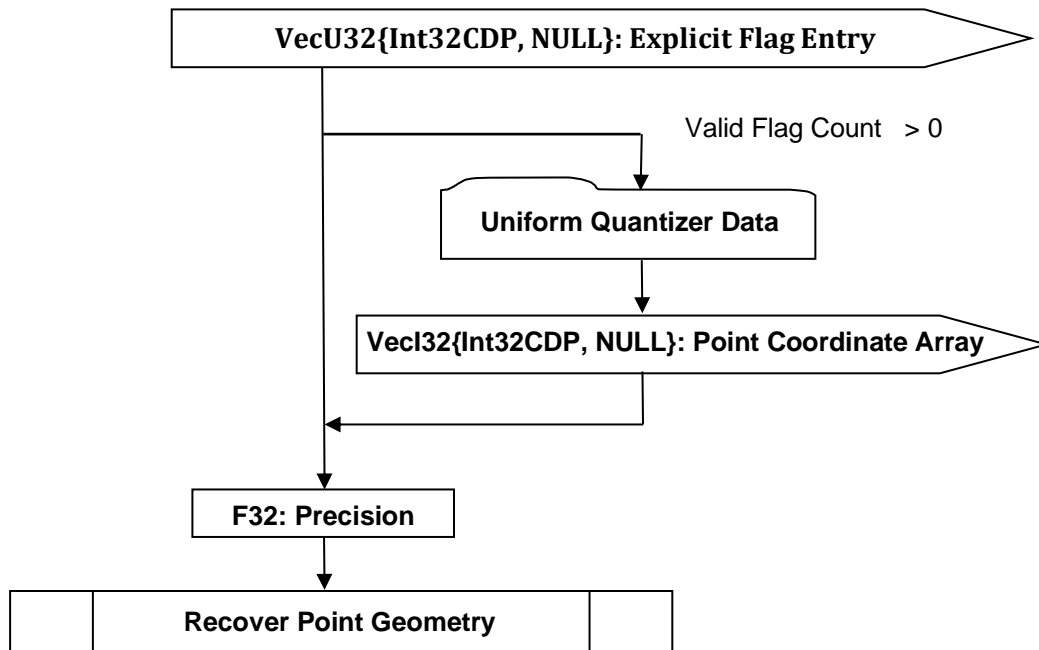 VecU32{Int32CDP, NULL}: Explicit Flag Entry
Valid Flag Count > 0
Uniform Quantizer Data
VecI32{Int32CDP, NULL}: Point Coordinate Array
F32: Precision
Recover Point Geometry